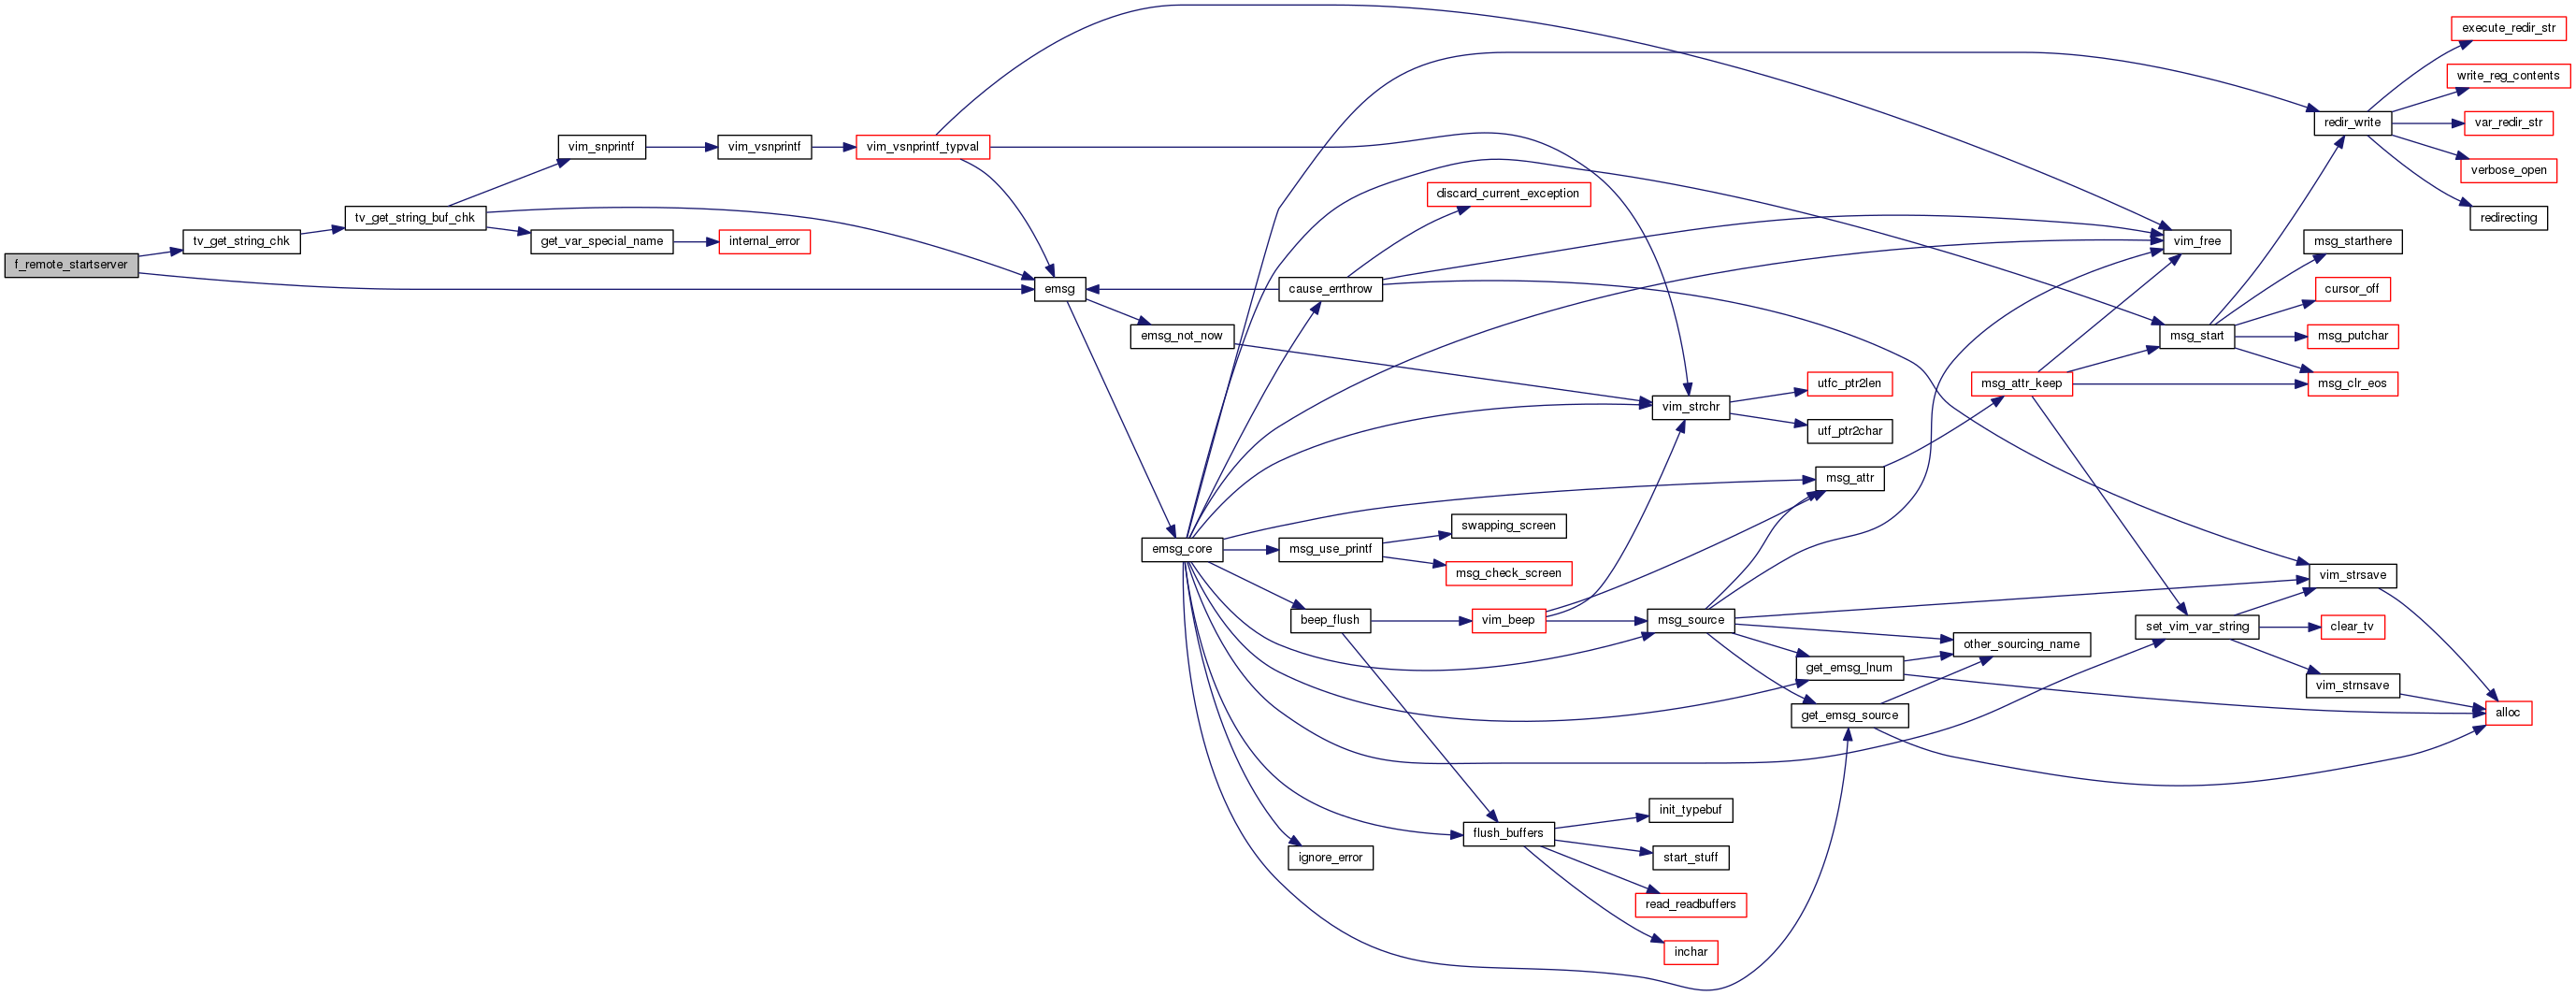 f_remote_startserver
tv_get_string_chk
tv_get_string_buf_chk
vim_snprintf
get_var_special_name
vim_vsnprintf
internal_error
vim_vsnprintf_typval
emsg
emsg_not_now
emsg_core
discard_current_exception
cause_errthrow
msg_use_printf
swapping_screen
msg_check_screen
beep_flush
vim_beep
flush_buffers
ignore_error
init_typebuf
start_stuff
read_readbuffers
inchar
vim_strchr
utfc_ptr2len
utf_ptr2char
msg_attr
msg_source
get_emsg_lnum
get_emsg_source
other_sourcing_name
msg_attr_keep
vim_free
msg_start
set_vim_var_string
redir_write
execute_redir_str
write_reg_contents
var_redir_str
verbose_open
redirecting
msg_starthere
cursor_off
msg_putchar
msg_clr_eos
vim_strsave
clear_tv
vim_strnsave
alloc